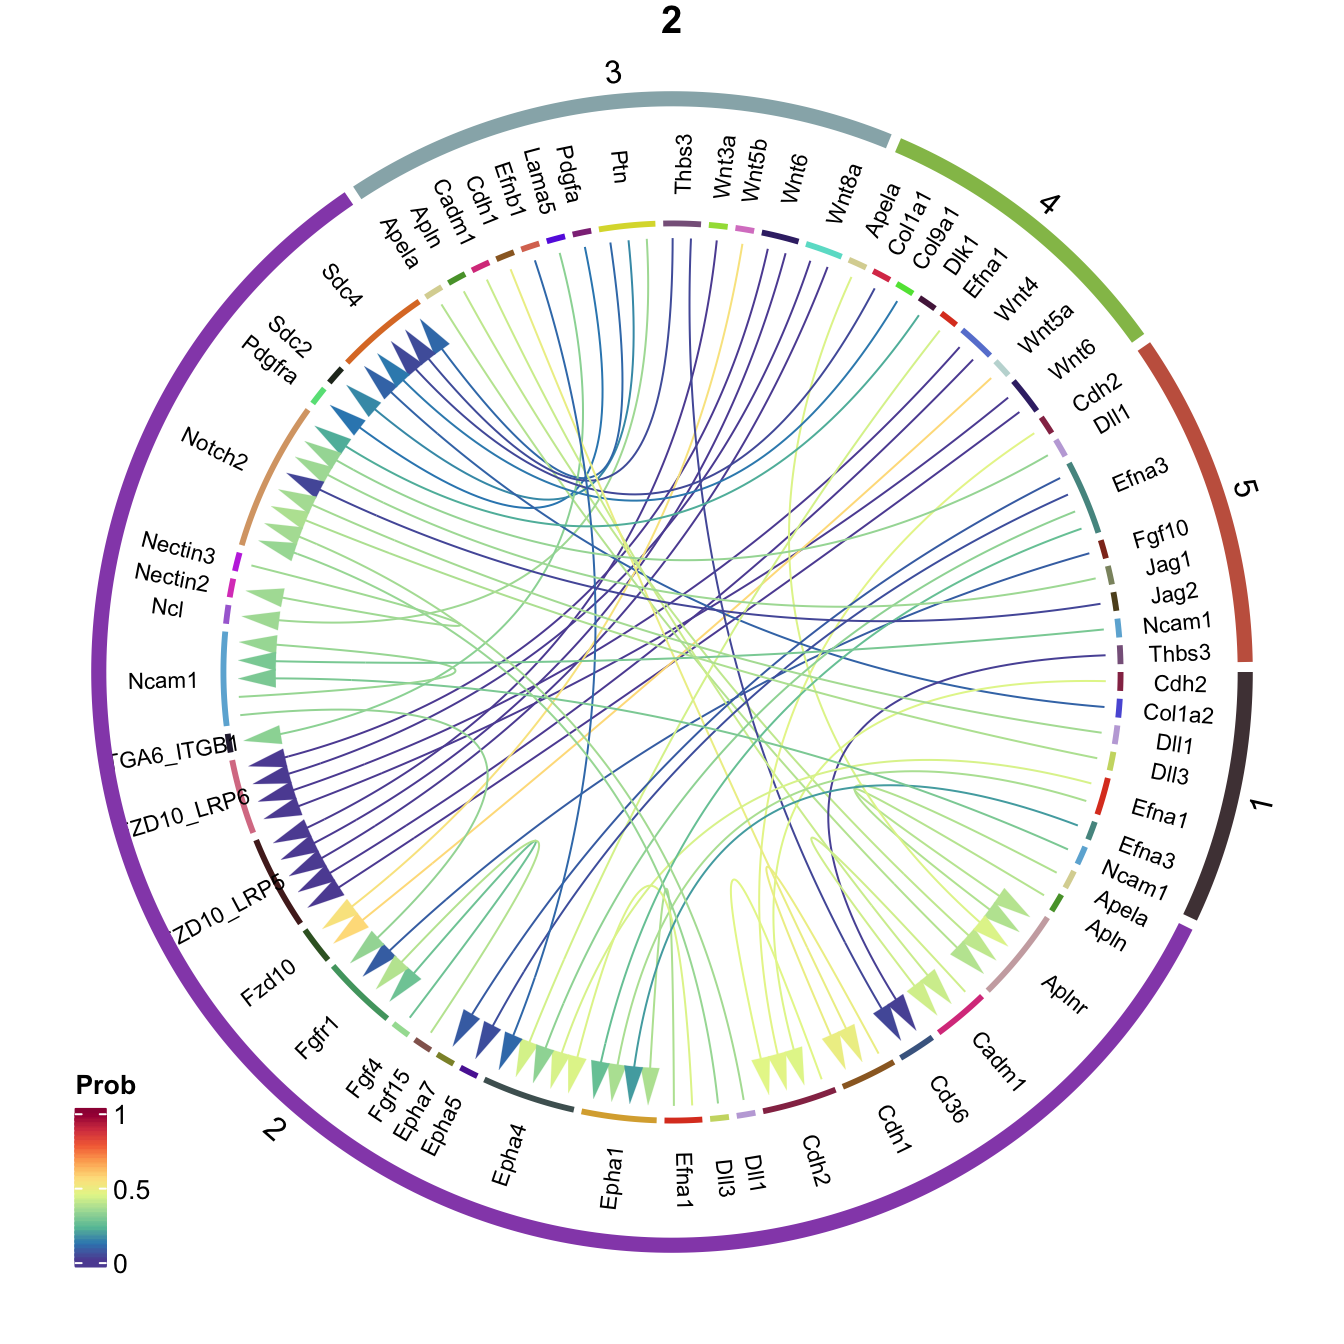 2
3
4
5
1
2
Apela
Apln
Cadm1
Cdh1
Efnb1
Lama5
Pdgfa
Ptn
Thbs3
Wnt3a
Wnt5b
Wnt6
Wnt8a
Apela
Col1a1
Col9a1
Dlk1
Efna1
Wnt4
Wnt5a
Wnt6
Cdh2
Dll1
Efna3
Fgf10
Jag1
Jag2
Ncam1
Thbs3
Cdh2
Col1a2
Dll1
Dll3
Efna1
Efna3
Ncam1
Apela
Apln
Aplnr
Cadm1
Cd36
Cdh1
Cdh2
Dll1
Dll3
Efna1
Epha1
Epha4
Epha5
Epha7
Fgf15
Fgf4
Fgfr1
Fzd10
ZD10_LRP5
ZD10_LRP6
TGA6_ITGB1
Ncam1
Ncl
Nectin2
Nectin3
Notch2
Pdgfra
Sdc2
Sdc4
Prob
1
0.5
0